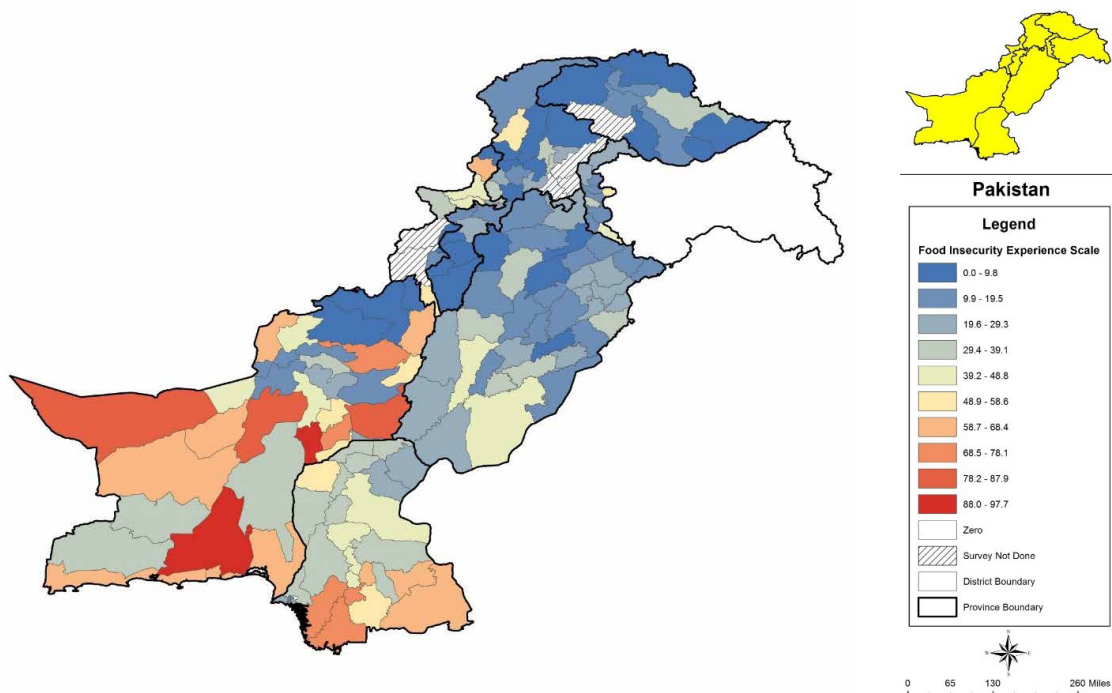 Pakistan
Legend
Food Insecurity Experience Scale
0.0 - 9.8
9.9 - 19.5
19.6 - 29.3
29.4 - 39.1
39.2 - 48.8
48.9 - 58.6
58.7 - 68.4
68.5 - 78.1
78.2 - 87.9
88.0 - 97.7
Zero
Survey Not Done
District Boundary
Province Boundary
N
W E
S
0 65 130 260 Miles